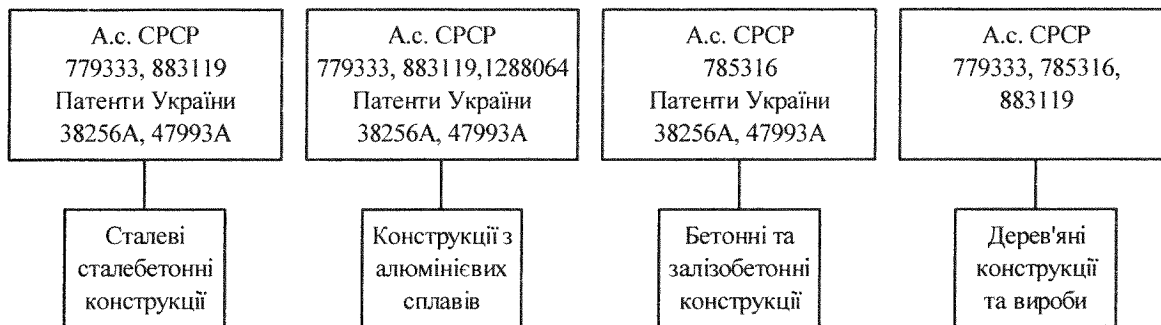 А.с. СРСР
779333, 883119
Патенти України
38256А, 47993А
А.с. СРСР
779333, 883119,1288064
Патенти України
38256А, 47993А
А.с. СРСР
785316
Патенти України
38256А, 47993А
А.с. СРСР
779333, 785316,
883119
Сталеві
сталебетонні
конструкції
Конструкції з
алюмінієвих
сплавів
Бетонні та
залізобетонні
конструкції
Дерев'яні
конструкції
та вироби